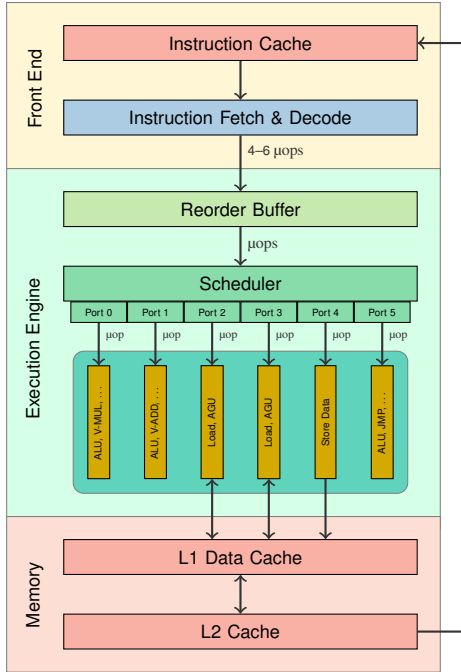 Front End
Instruction Cache
Instruction Fetch & Decode
4–6 µops
Execution Engine
Reorder Buffer
µops
Scheduler
Port 0 Port 1 Port 2 Port 3 Port 4 Port 5
µop µop µop µop µop µop
ALU, V-MUL, . . .
ALU, V-ADD, . . .
Load, AGU
Load, AGU
Store Data
ALU, JMP, . . .
Memory
L1 Data Cache
L2 Cache